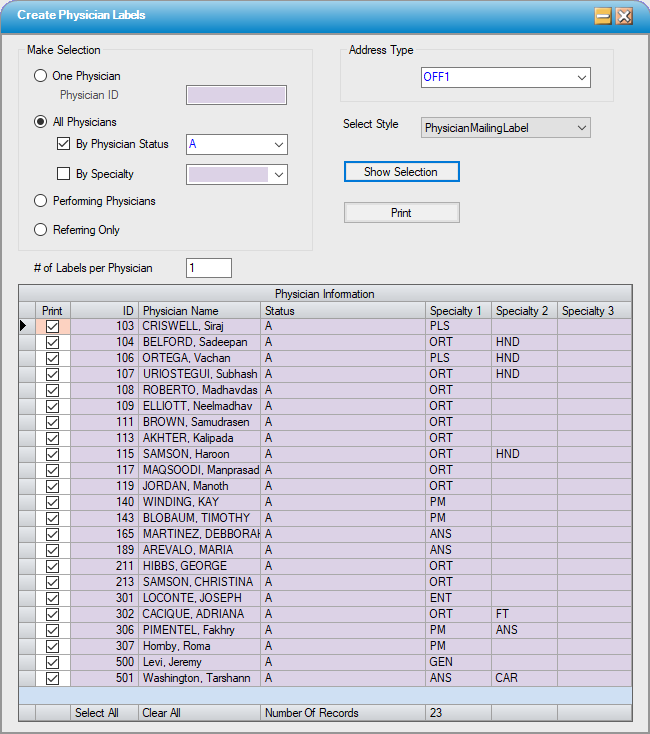 Create Physician Labels
Make Selection
One Physician
Physician ID
All Physicians
By Physician Status A
By Specialty
Performing Physicians
Referring Only
# of Labels per Physician 1
Address Type
OFF1
Select Style PhysicianMailingLabel
Show Selection
Print
Physician Information
Print ID Physician Name Status Specialty 1 Specialty 2 Specialty 3
103 CRISWELL, Siraj A PLS
104 BELFORD, Sadeepan A ORT HND
106 ORTEGA, Vachan A PLS HND
107 URIOSTEGUI, Subhash A ORT HND
108 ROBERTO, Madhavdas A ORT
109 ELLIOTT, Neelmadhav A ORT
111 BROWN, Samudrasen A ORT
113 AKHTER, Kalipada A ORT
115 SAMSON, Haroon A ORT HND
117 MAQSOODI, Manprasad A ORT
119 JORDAN, Manoth A ORT
140 WINDING, KAY A PM
143 BLOBAUM, TIMOTHY A PM
165 MARTINEZ, DEBBORAH A ANS
189 AREVALO, MARIA A ANS
211 HIBBS, GEORGE A ORT
213 SAMSON, CHRISTINA A ORT
301 LOCONTE, JOSEPH A ENT
302 CACIQUE, ADRIANA A ORT FT
306 PIMENTEL, Fakhry A PM ANS
307 Hornby, Roma A PM
500 Levi, Jeremy A GEN
501 Washington, Tarshann A ANS CAR
Select All Clear All Number Of Records 23